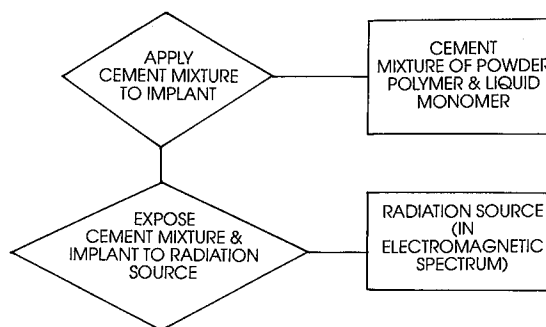 APPLY
CEMENT MIXTURE
TO IMPLANT
CEMENT
MIXTURE OF POWDER
POLYMER & LIQUID
MONOMER
EXPOSE
CEMENT MIXTURE &
IMPLANT TO RADIATION
SOURCE
RADIATION SOURCE
(IN
ELECTROMAGNETIC
SPECTRUM)